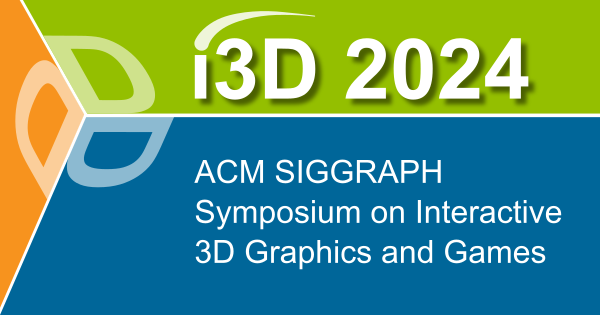 i3D 2024
ACM SIGGRAPH
Symposium on Interactive
3D Graphics and Games